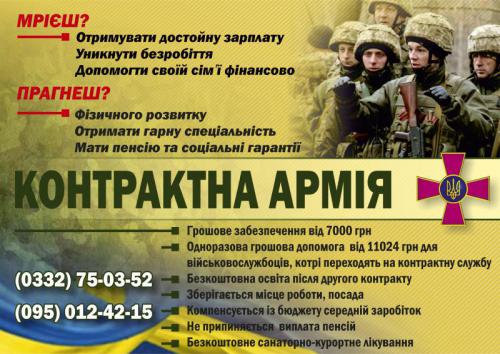 МРІЄШ?
Отримувати достойну зарплату
Уникнути безробіття
Допомогти своїй сім´ї фінансово
ПРАГНЕШ?
Фізичного розвитку
Отримати гарну спеціальність
Мати пенсію та соціальні гарантії
КОНТРАКТНА АРМІЯ
Грошове забезпечення від 7000 грн
Одноразова грошова допомога від 11024 грн для
військовослужбоців, котрі переходять на контрактну службу
(0332) 75-03-52
Безкоштовна освіта після другого контракту
Зберігається місце роботи, посада
(095) 012-42-15
Компенсується із бюджету середній заробіток
Не припиняється виплата пенсій
Безкоштовне санаторно-курортне лікування